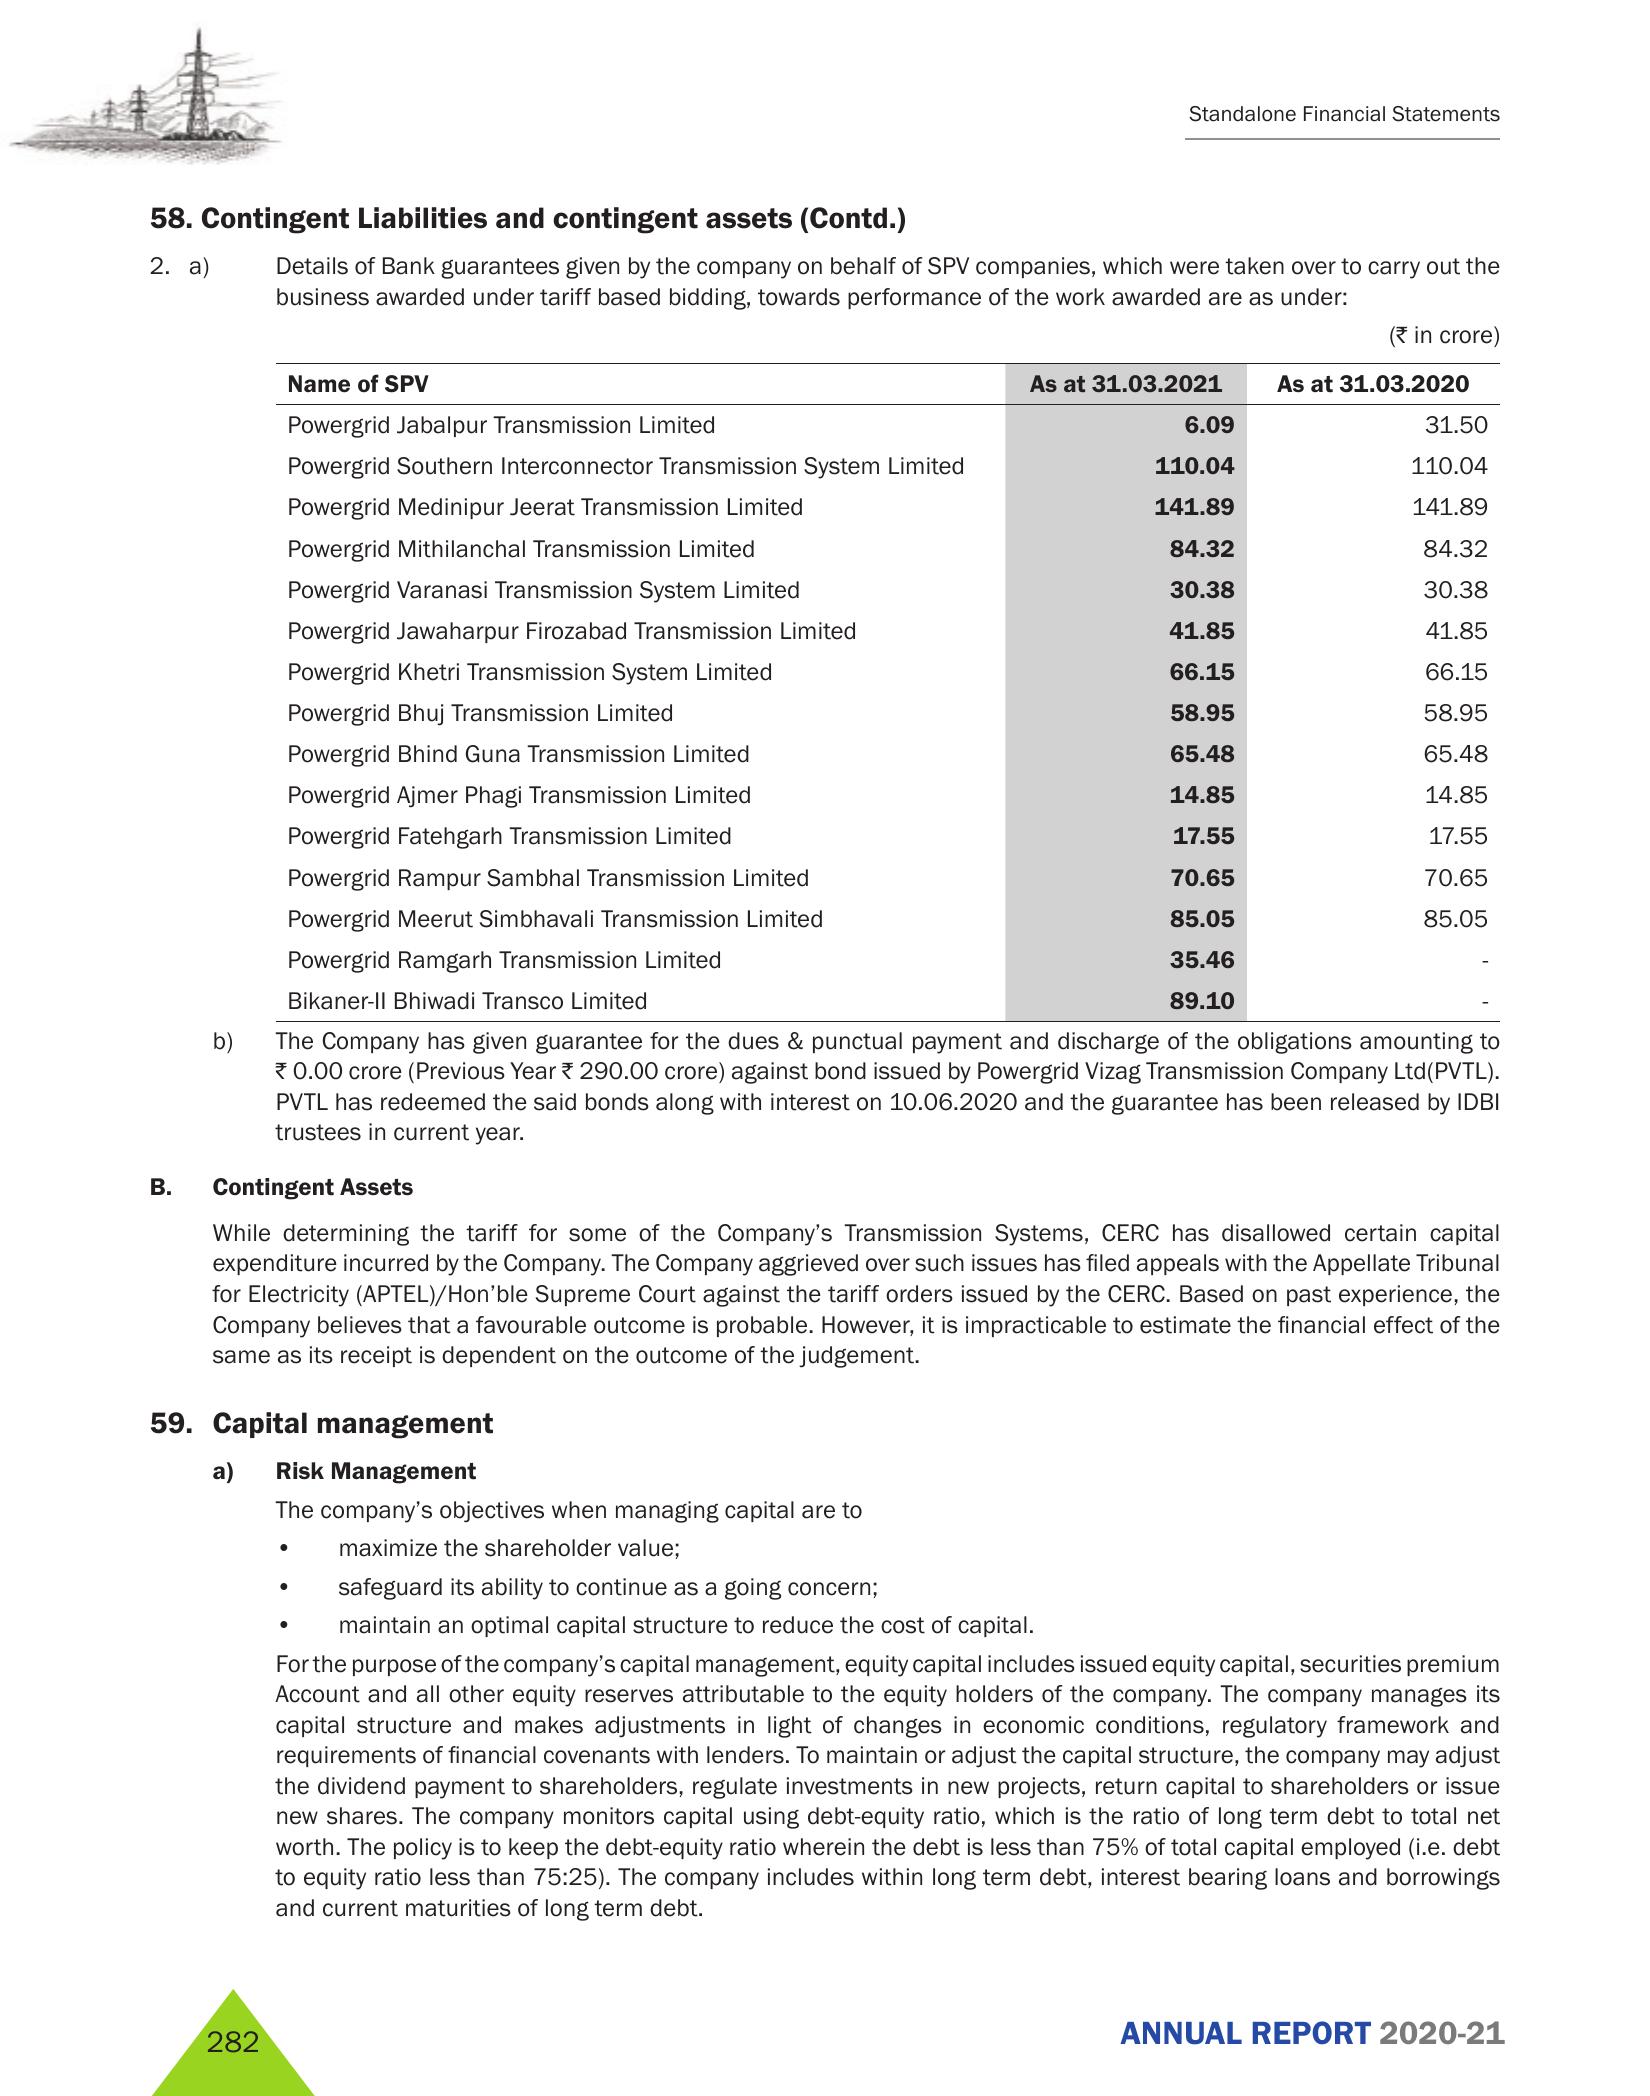 Standalone Financial Statements
58. Contingent Liabilities and contingent assets (Contd.)
2. a) Details of Bank guarantees given by the company on behalf of SPV companies, which were taken over to carry out the
business awarded under tariff based bidding, towards performance of the work awarded are as under:
(₹ in crore)
Name of SPV As at 31.03.2021 As at 31.03.2020
Powergrid Jabalpur Transmission Limited 6.09 31.50
Powergrid Southern Interconnector Transmission System Limited 110.04 110.04
Powergrid Medinipur Jeerat Transmission Limited 141.89 141.89
Powergrid Mithilanchal Transmission Limited 84.32 84.32
Powergrid Varanasi Transmission System Limited 30.38 30.38
Powergrid Jawaharpur Firozabad Transmission Limited 41.85 41.85
Powergrid Khetri Transmission System Limited 66.15 66.15
Powergrid Bhuj Transmission Limited 58.95 58.95
Powergrid Bhind Guna Transmission Limited 65.48 65.48
Powergrid Ajmer Phagi Transmission Limited 14.85 14.85
Powergrid Fatehgarh Transmission Limited 17.55 17.55
Powergrid Rampur Sambhal Transmission Limited 70.65 70.65
Powergrid Meerut Simbhavali Transmission Limited 85.05 85.05
Powergrid Ramgarh Transmission Limited 35.46 -
Bikaner-II Bhiwadi Transco Limited 89.10 -
b) The Company has given guarantee for the dues & punctual payment and discharge of the obligations amounting to
₹ 0.00 crore (Previous Year ₹ 290.00 crore) against bond issued by Powergrid Vizag Transmission Company Ltd(PVTL).
PVTL has redeemed the said bonds along with interest on 10.06.2020 and the guarantee has been released by IDBI
trustees in current year.
B. Contingent Assets
While determining the tariff for some of the Company’s Transmission Systems, CERC has disallowed certain capital
expenditure incurred by the Company. The Company aggrieved over such issues has filed appeals with the Appellate Tribunal
for Electricity (APTEL)/Hon’ble Supreme Court against the tariff orders issued by the CERC. Based on past experience, the
Company believes that a favourable outcome is probable. However, it is impracticable to estimate the financial effect of the
same as its receipt is dependent on the outcome of the judgement.
59. Capital management
a) Risk Management
The company’s objectives when managing capital are to
• maximize the shareholder value;
• safeguard its ability to continue as a going concern;
• maintain an optimal capital structure to reduce the cost of capital.
For the purpose of the company’s capital management, equity capital includes issued equity capital, securities premium
Account and all other equity reserves attributable to the equity holders of the company. The company manages its
capital structure and makes adjustments in light of changes in economic conditions, regulatory framework and
requirements of financial covenants with lenders. To maintain or adjust the capital structure, the company may adjust
the dividend payment to shareholders, regulate investments in new projects, return capital to shareholders or issue
new shares. The company monitors capital using debt-equity ratio, which is the ratio of long term debt to total net
worth. The policy is to keep the debt-equity ratio wherein the debt is less than 75% of total capital employed (i.e. debt
to equity ratio less than 75:25). The company includes within long term debt, interest bearing loans and borrowings
and current maturities of long term debt.
282
ANNUAL REPORT 2020-21